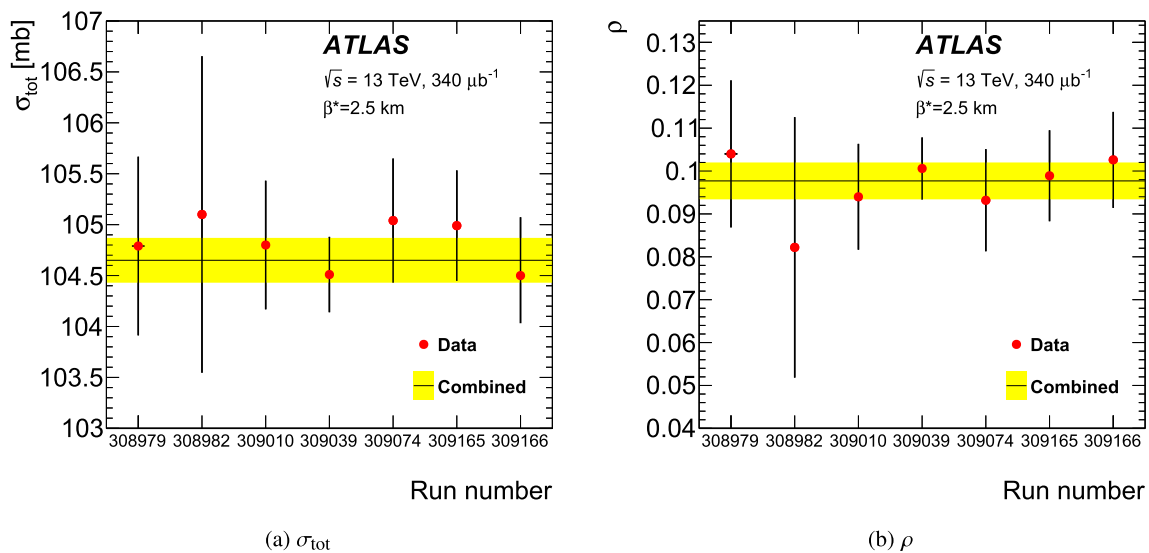 σtot [mb]
107
106.5
106
105.5
105
104.5
104
103.5
103
ATLAS
√s = 13 TeV, 340 μb-1
β*=2.5 km
Data
Combined
308979 308982 309010 309039 309074 309165 309166
Run number
(a) σtot
ρ
0.13
0.12
0.11
0.1
0.09
0.08
0.07
0.06
0.05
0.04
ATLAS
√s = 13 TeV, 340 μb-1
β*=2.5 km
Data
Combined
308979 308982 309010 309039 309074 309165 309166
Run number
(b) ρ